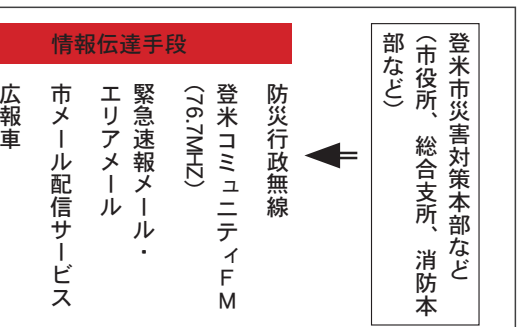 登米市災害対策本部など
（市役所、総合支所、消防本
部など）
情報伝達手段
防災行政無線
登米コミュニティFM
（76.7MHZ）
緊急速報メール・
エリアメール
市メール配信サービス
広報車